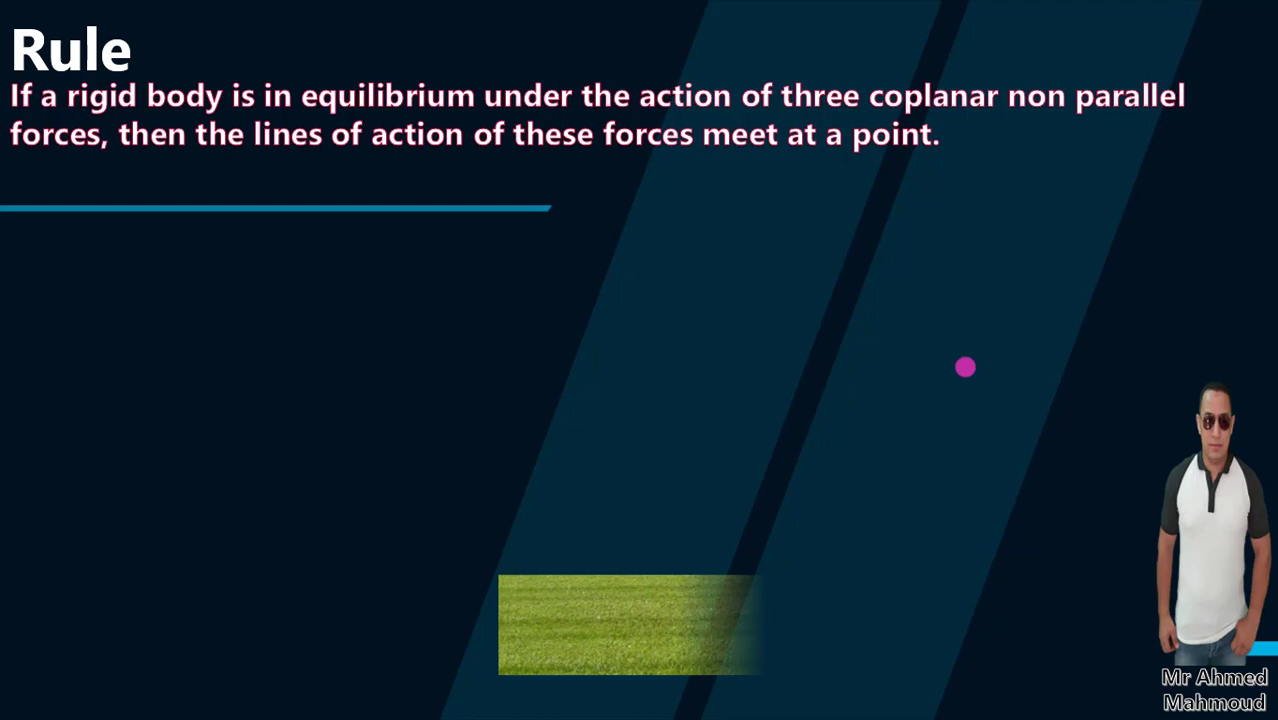 Rule
If a rigid body is in equilibrium under the action of three coplanar non parallel
forces, then the lines of action of these forces meet at a point.
Mr Ahmed
Mahmoud